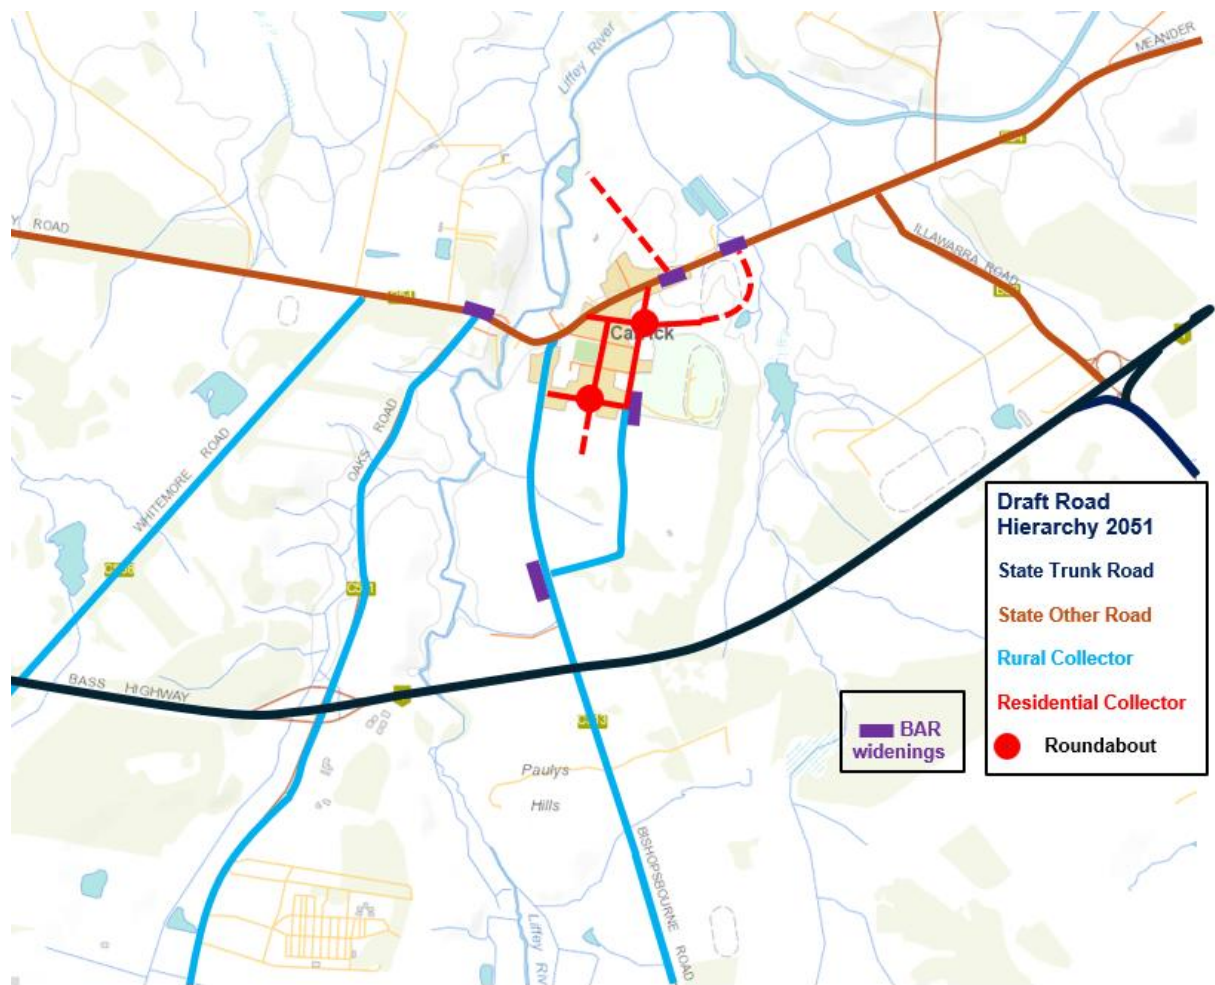 Liffey River
MEANDER
Y ROAD
ILLAWARRA ROAD
WHITEMORE ROAD
OAKS ROAD
BASS HIGHWAY
Paulys
Hills
BISHOPSBOURNE ROAD
Liffey
Draft Road
Hierarchy 2051
State Trunk Road
State Other Road
Rural Collector
Residential Collector
Roundabout
BAR
widenings